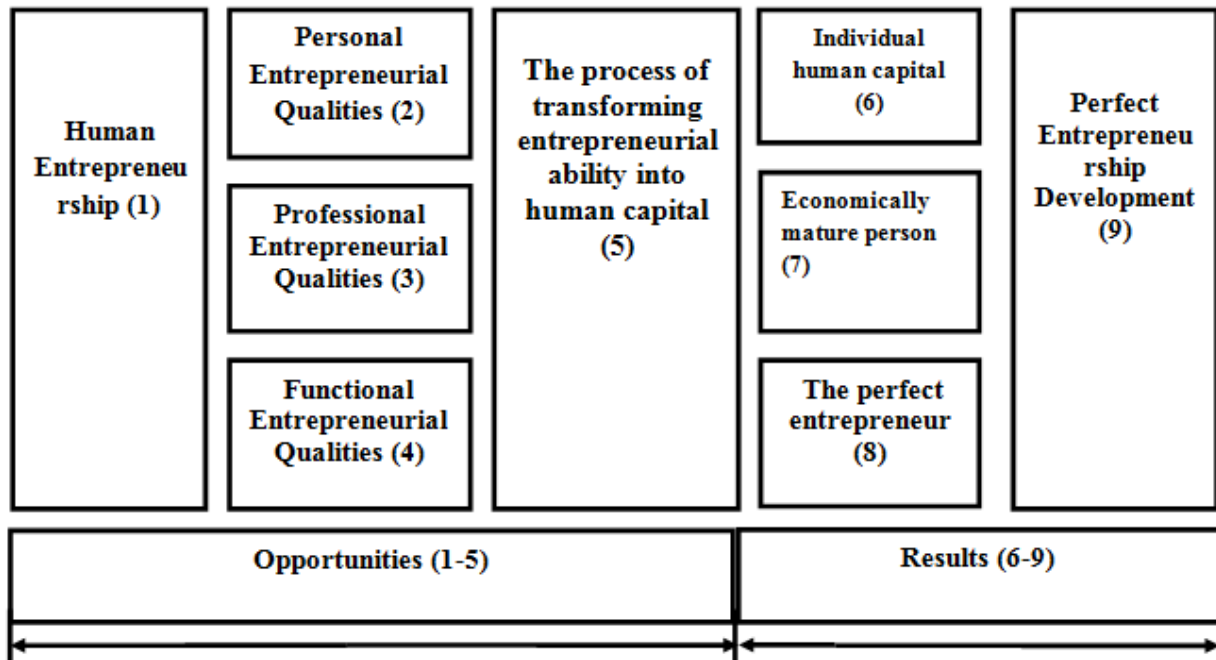 Human
Entrepreneu
rship (1)
Personal
Entrepreneurial
Qualities (2)
Professional
Entrepreneurial
Qualities (3)
Functional
Entrepreneurial
Qualities (4)
The process of
transforming
entrepreneurial
ability into
human capital
(5)
Individual
human capital
(6)
Economically
mature person
(7)
The perfect
entrepreneur
(8)
Perfect
Entrepreneu
rship
Development
(9)
Opportunities (1-5)
Results (6-9)